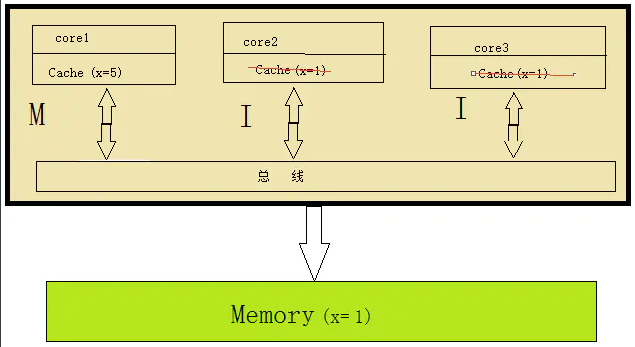 core1
Cache (x=5)
M
core2
Cache (x=1)
I
core3
Cache (x=1)
I
总 线
Memory (x= 1)